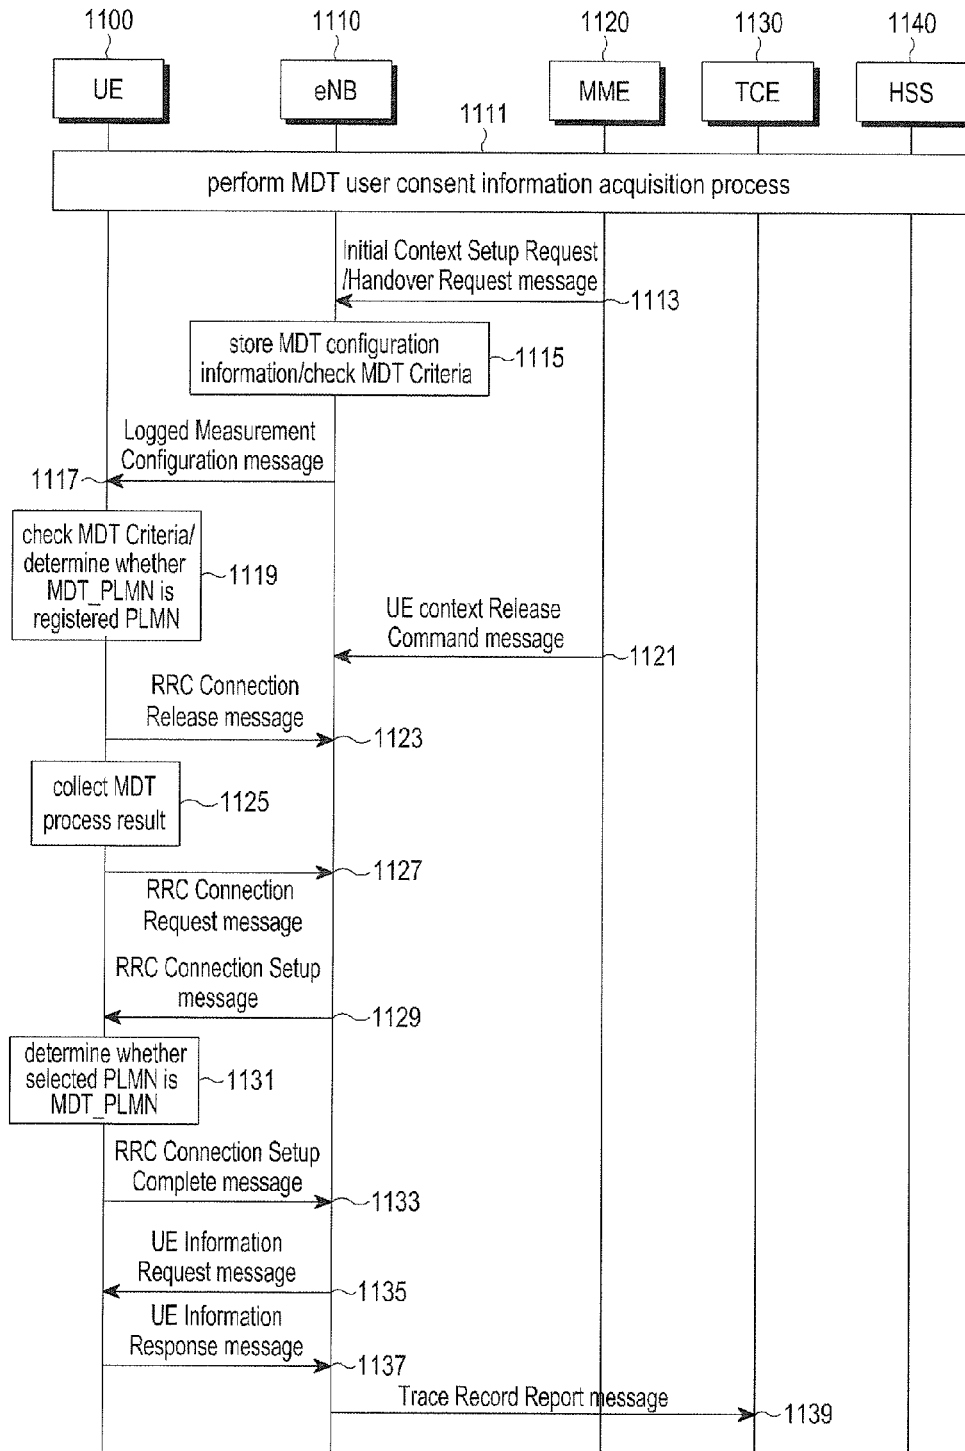 1100
1110
1120
1130
1140
UE
eNB
MME
TCE
HSS
1111
perform MDT user consent information acquisition process
Initial Context Setup Request
/Handover Request message
1113
store MDT configuration
information/check MDT Criteria
1115
Logged Measurement
Configuration message
1117
check MDT Criteria/
determine whether
MDT_PLMN is
registered PLMN
1119
UE context Release
Command message
1121
RRC Connection
Release message
1123
collect MDT
process result
1125
1127
RRC Connection
Request message
RRC Connection Setup
message
1129
determine whether
selected PLMN is
MDT_PLMN
1131
RRC Connection Setup
Complete message
1133
UE Information
Request message
1135
UE Information
Response message
1137
Trace Record Report message
1139